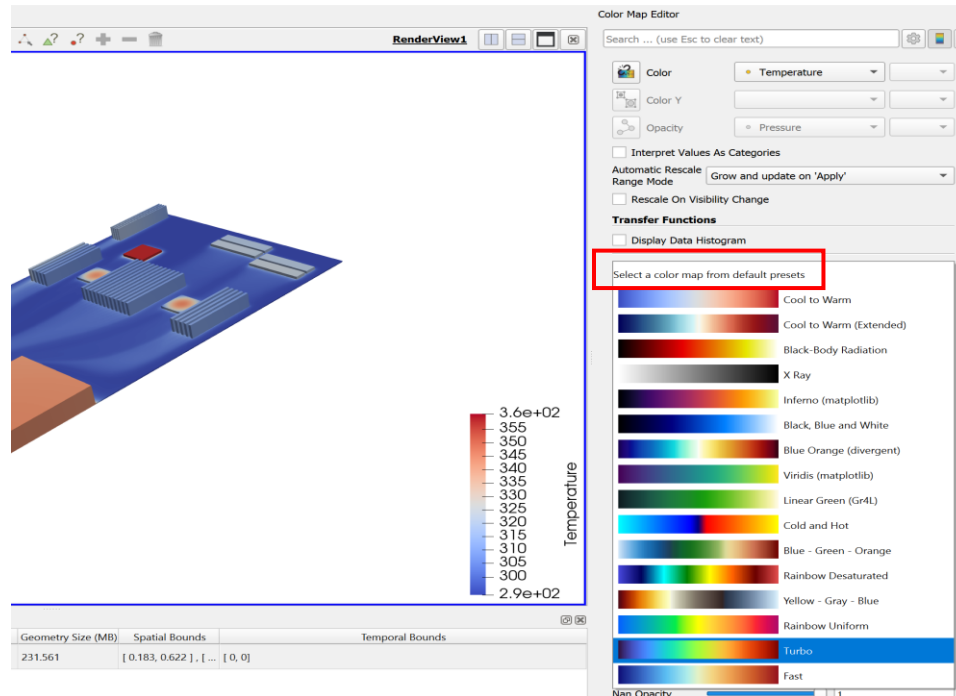 Color Map Editor
? ?
RenderView1
Search ... (use Esc to clear text)
Color
Temperature
Color Y
Opacity
Pressure
Interpret Values As Categories
Automatic Rescale
Range Mode
Grow and update on 'Apply'
Rescale On Visibility Change
Transfer Functions
Display Data Histogram
Select a color map from default presets
Cool to Warm
Cool to Warm (Extended)
Black-Body Radiation
X Ray
Inferno (matplotlib)
Black, Blue and White
Blue Orange (divergent)
Viridis (matplotlib)
Linear Green (Gr4L)
Cold and Hot
Blue - Green - Orange
Rainbow Desaturated
Yellow - Gray - Blue
Rainbow Uniform
Turbo
Fast
Nan Opacity
1
3.6e+02
355
350
345
340
335
330
325
320
315
310
305
300
2.9e+02
Temperature
Geometry Size (MB) Spatial Bounds Temporal Bounds
231.561 [ 0.183, 0.622 ] , [ ... [ 0, 0]